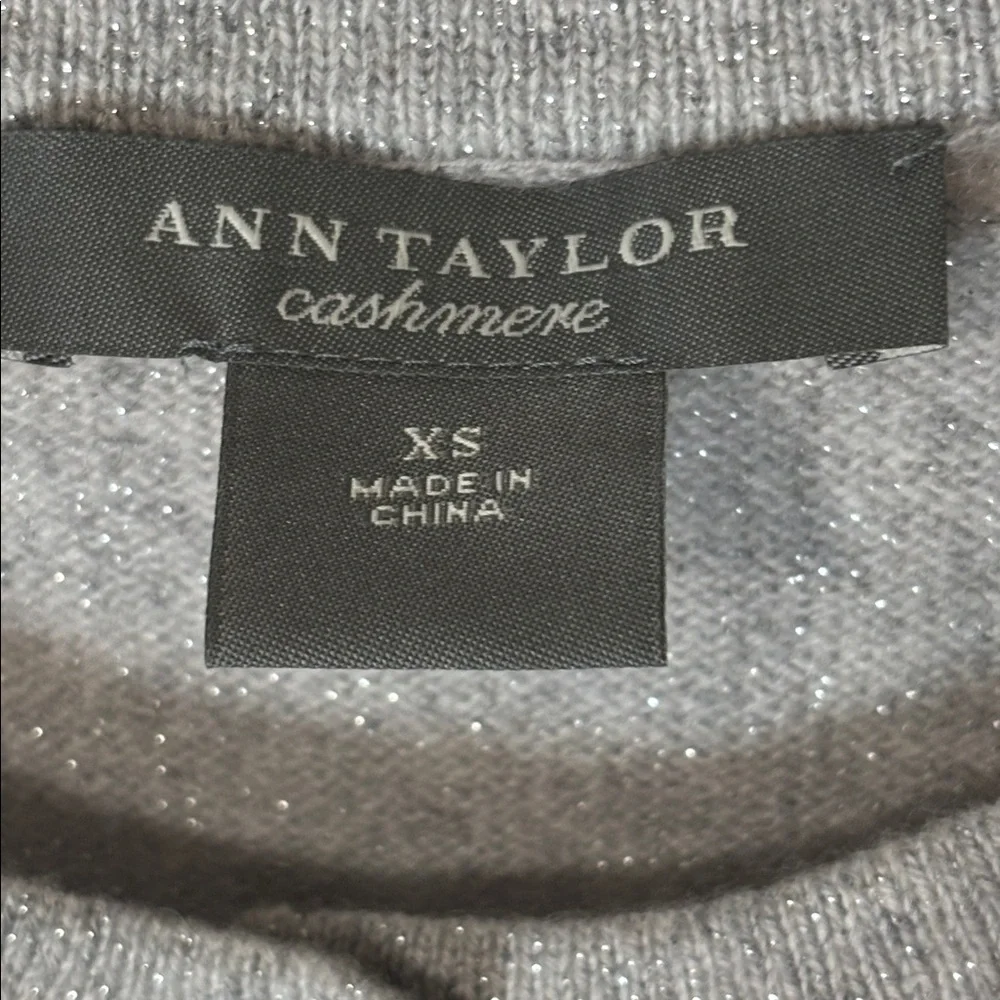 ANN TAYLOR
cashmere
XS
MADE IN
CHINA